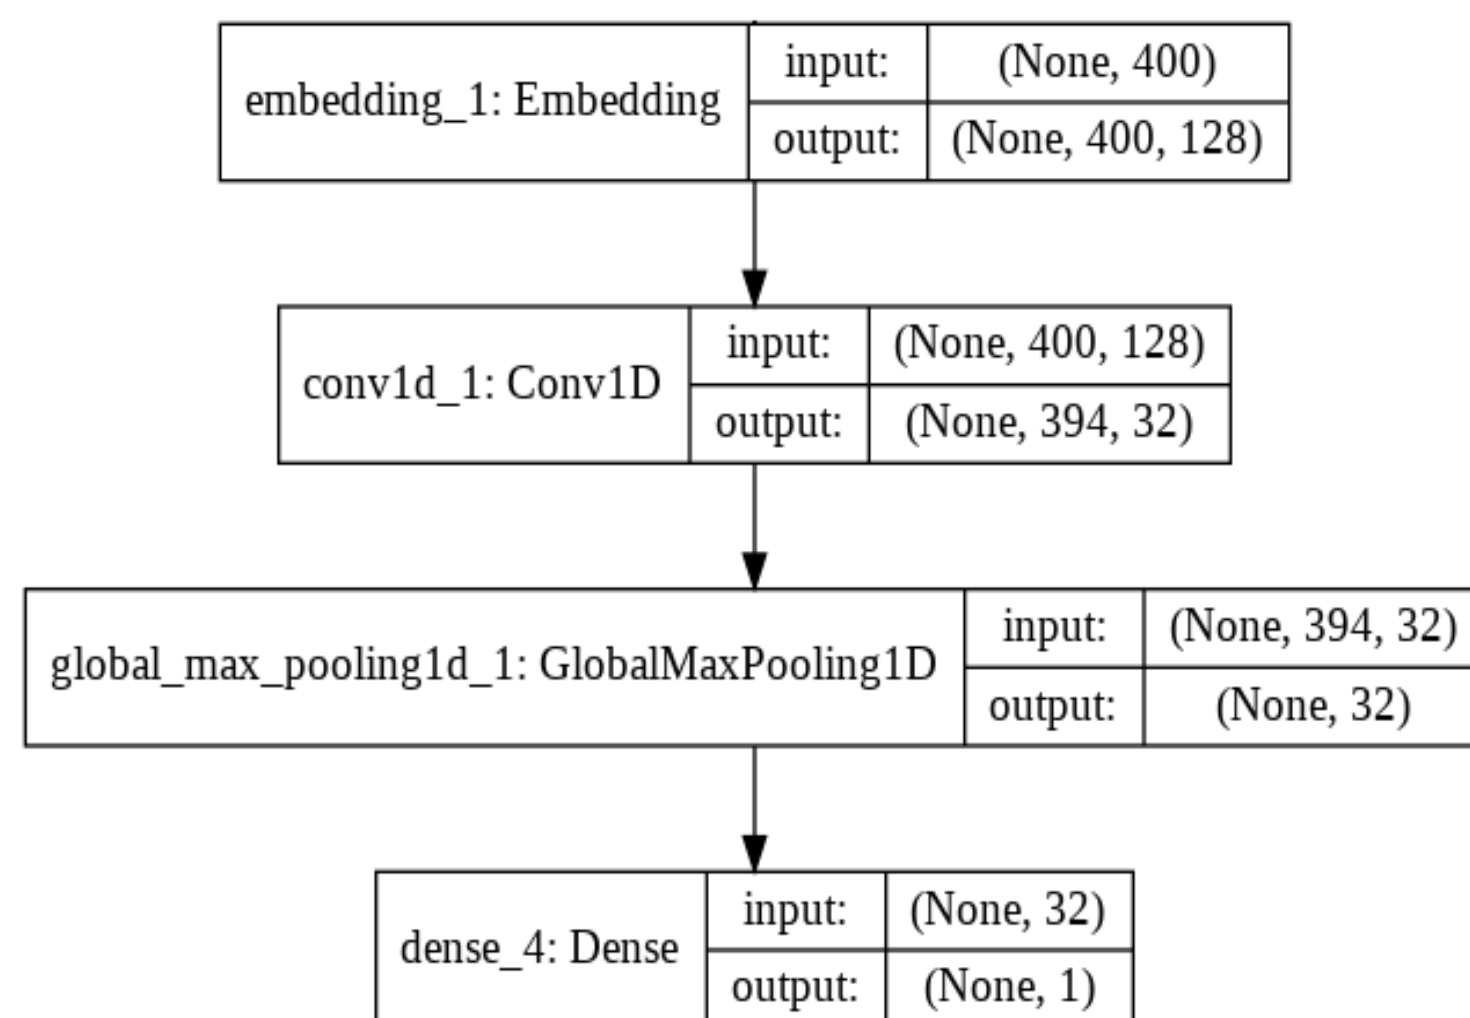 embedding_1: Embedding
input:
(None, 400)
output:
(None, 400, 128)
conv1d_1: Conv1D
input:
(None, 400, 128)
output:
(None, 394, 32)
global_max_pooling1d_1: GlobalMaxPooling1D
input:
(None, 394, 32)
output:
(None, 32)
dense_4: Dense
input:
(None, 32)
output:
(None, 1)